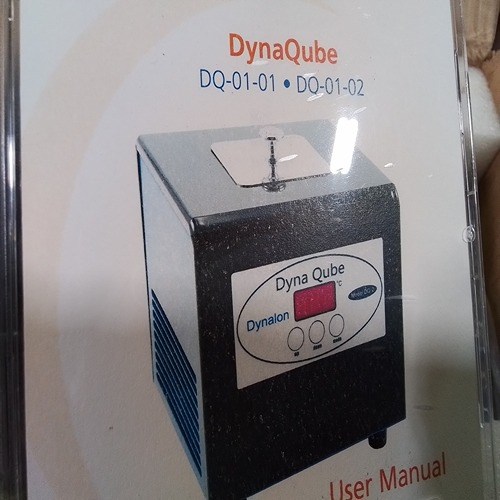 DynaQube
DQ-01-01 • DQ-01-02
Dyna Qube
°C
Dynalon
User Manual